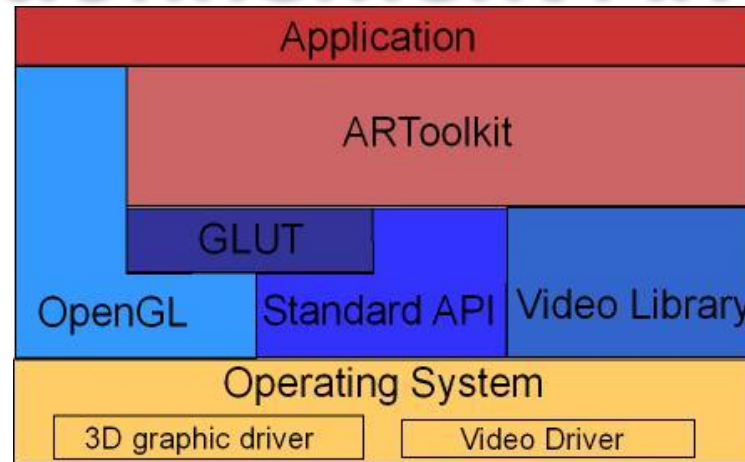 Application
ARToolkit
GLUT
OpenGL
Standard API
Video Library
Operating System
3D graphic driver
Video Driver